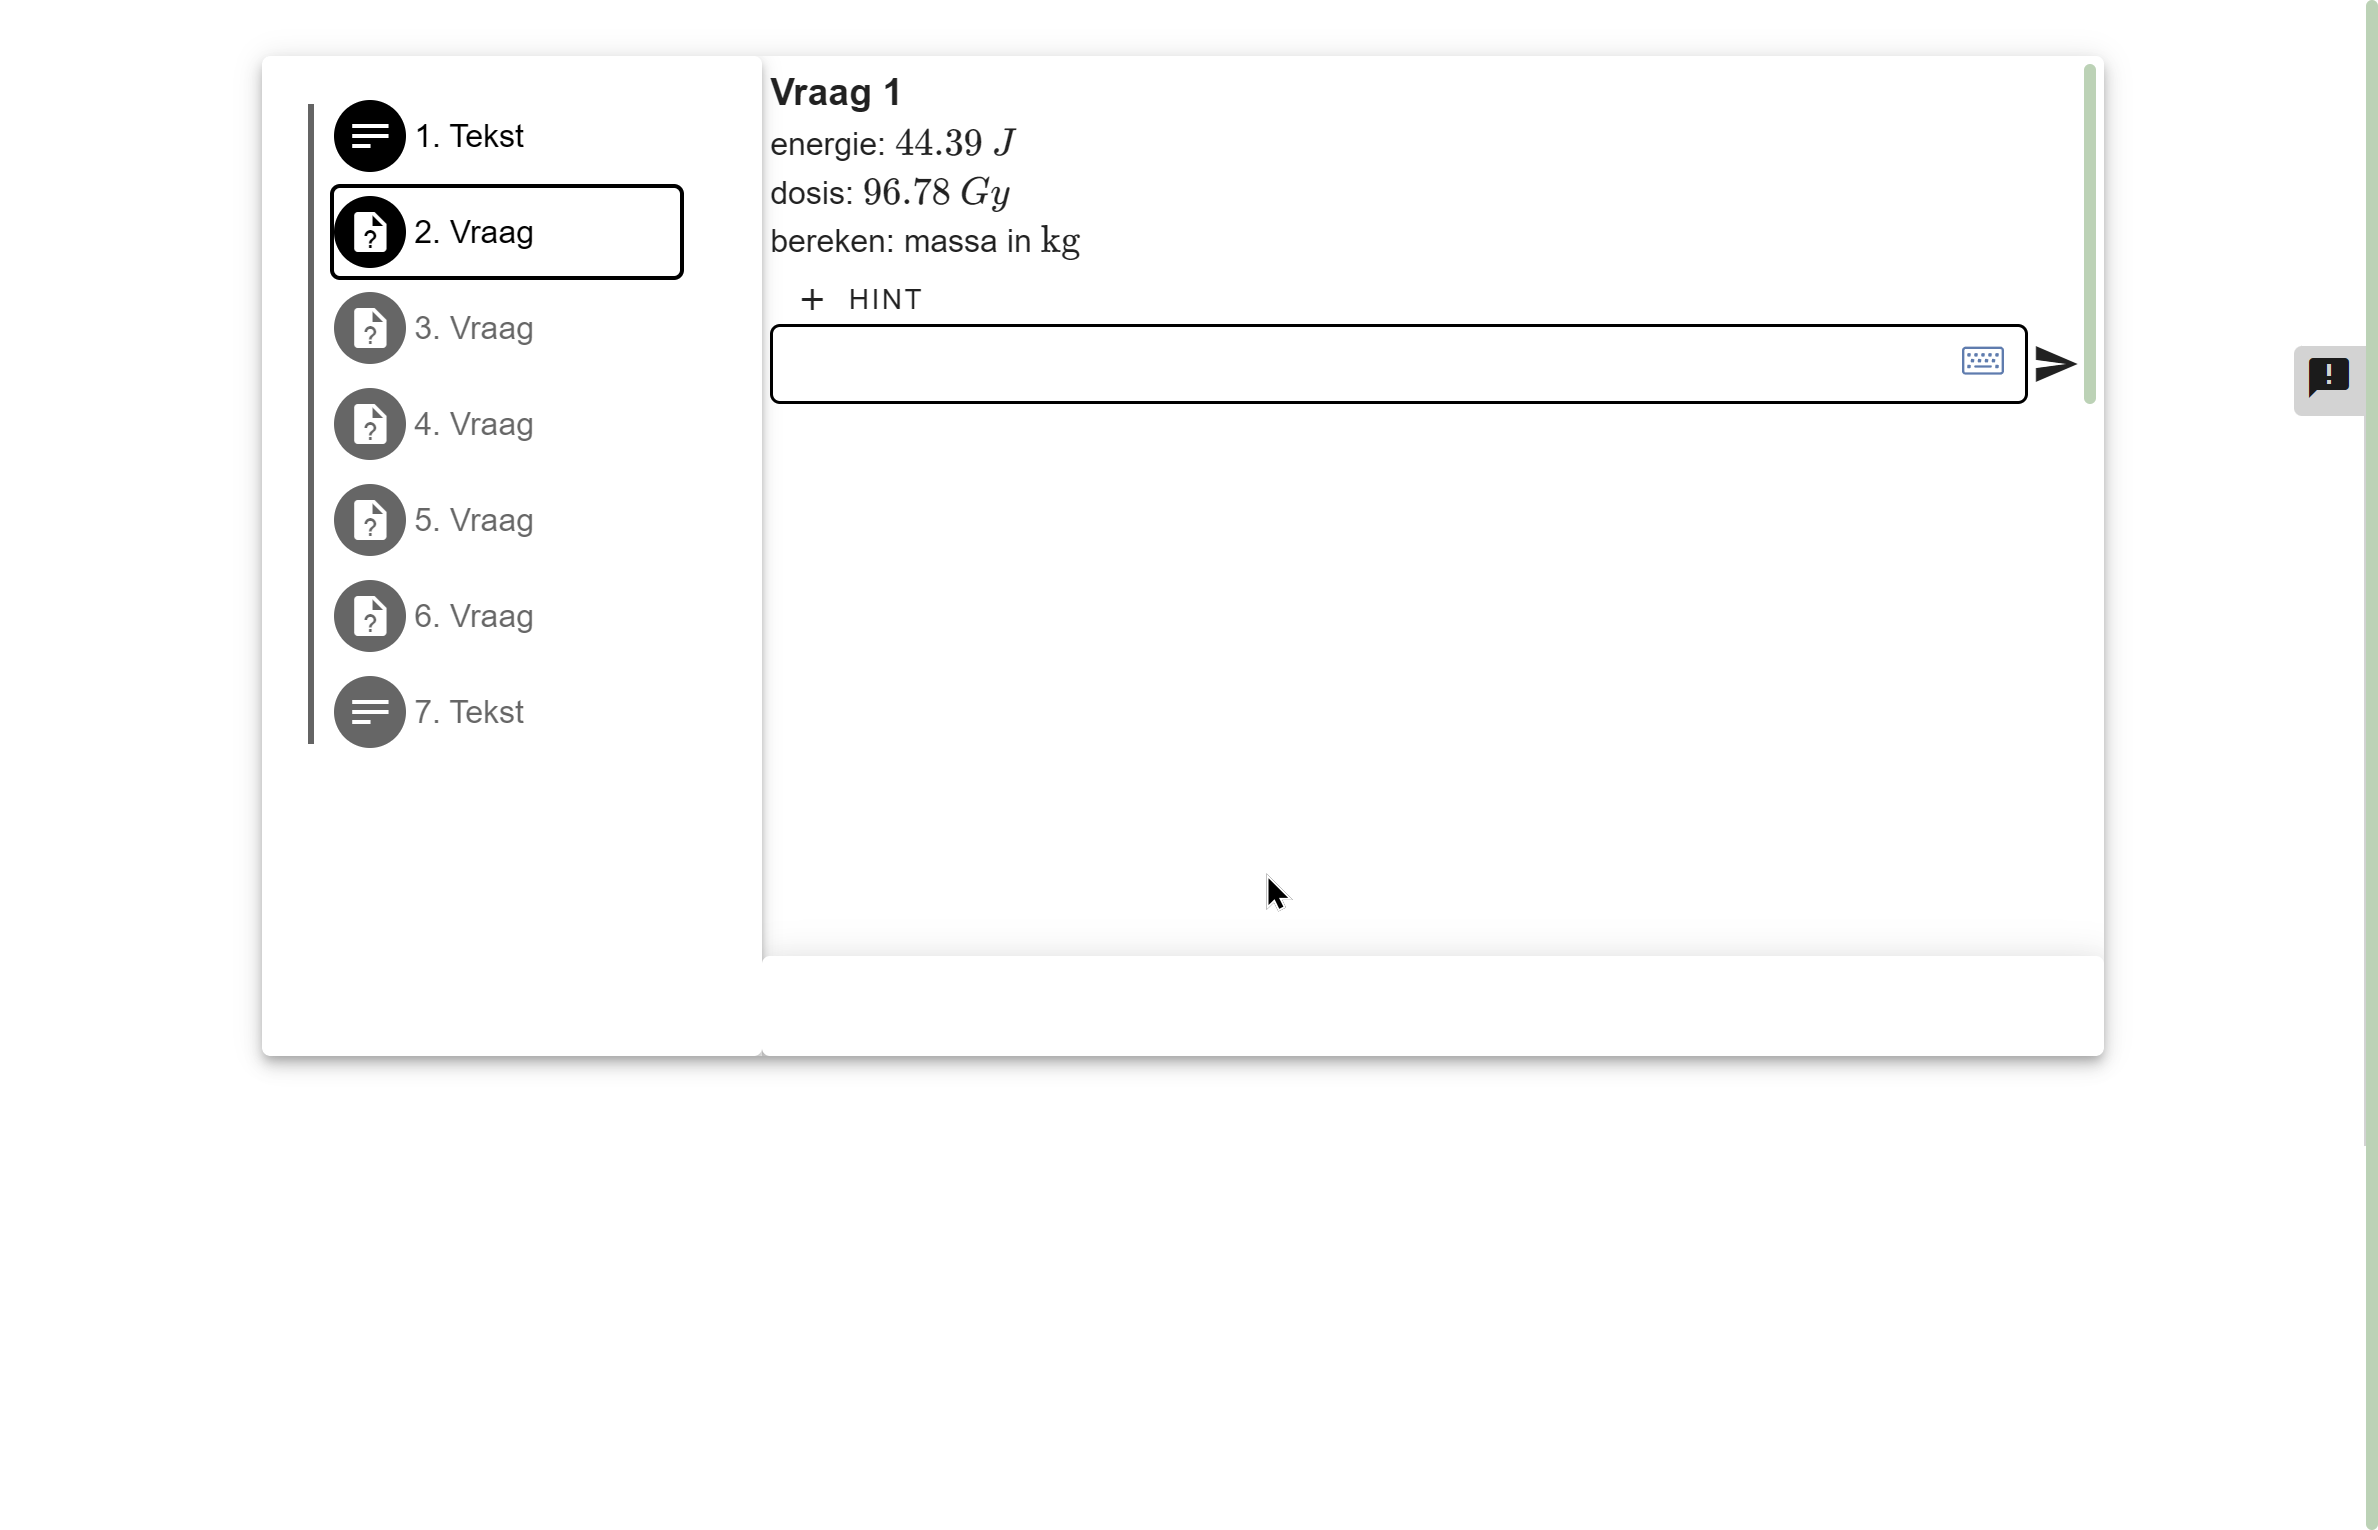 1. Tekst
2. Vraag
3. Vraag
4. Vraag
5. Vraag
6. Vraag
7. Tekst
Vraag 1
energie: 44.39 J
dosis: 96.78 Gy
bereken: massa in kg
+ HINT